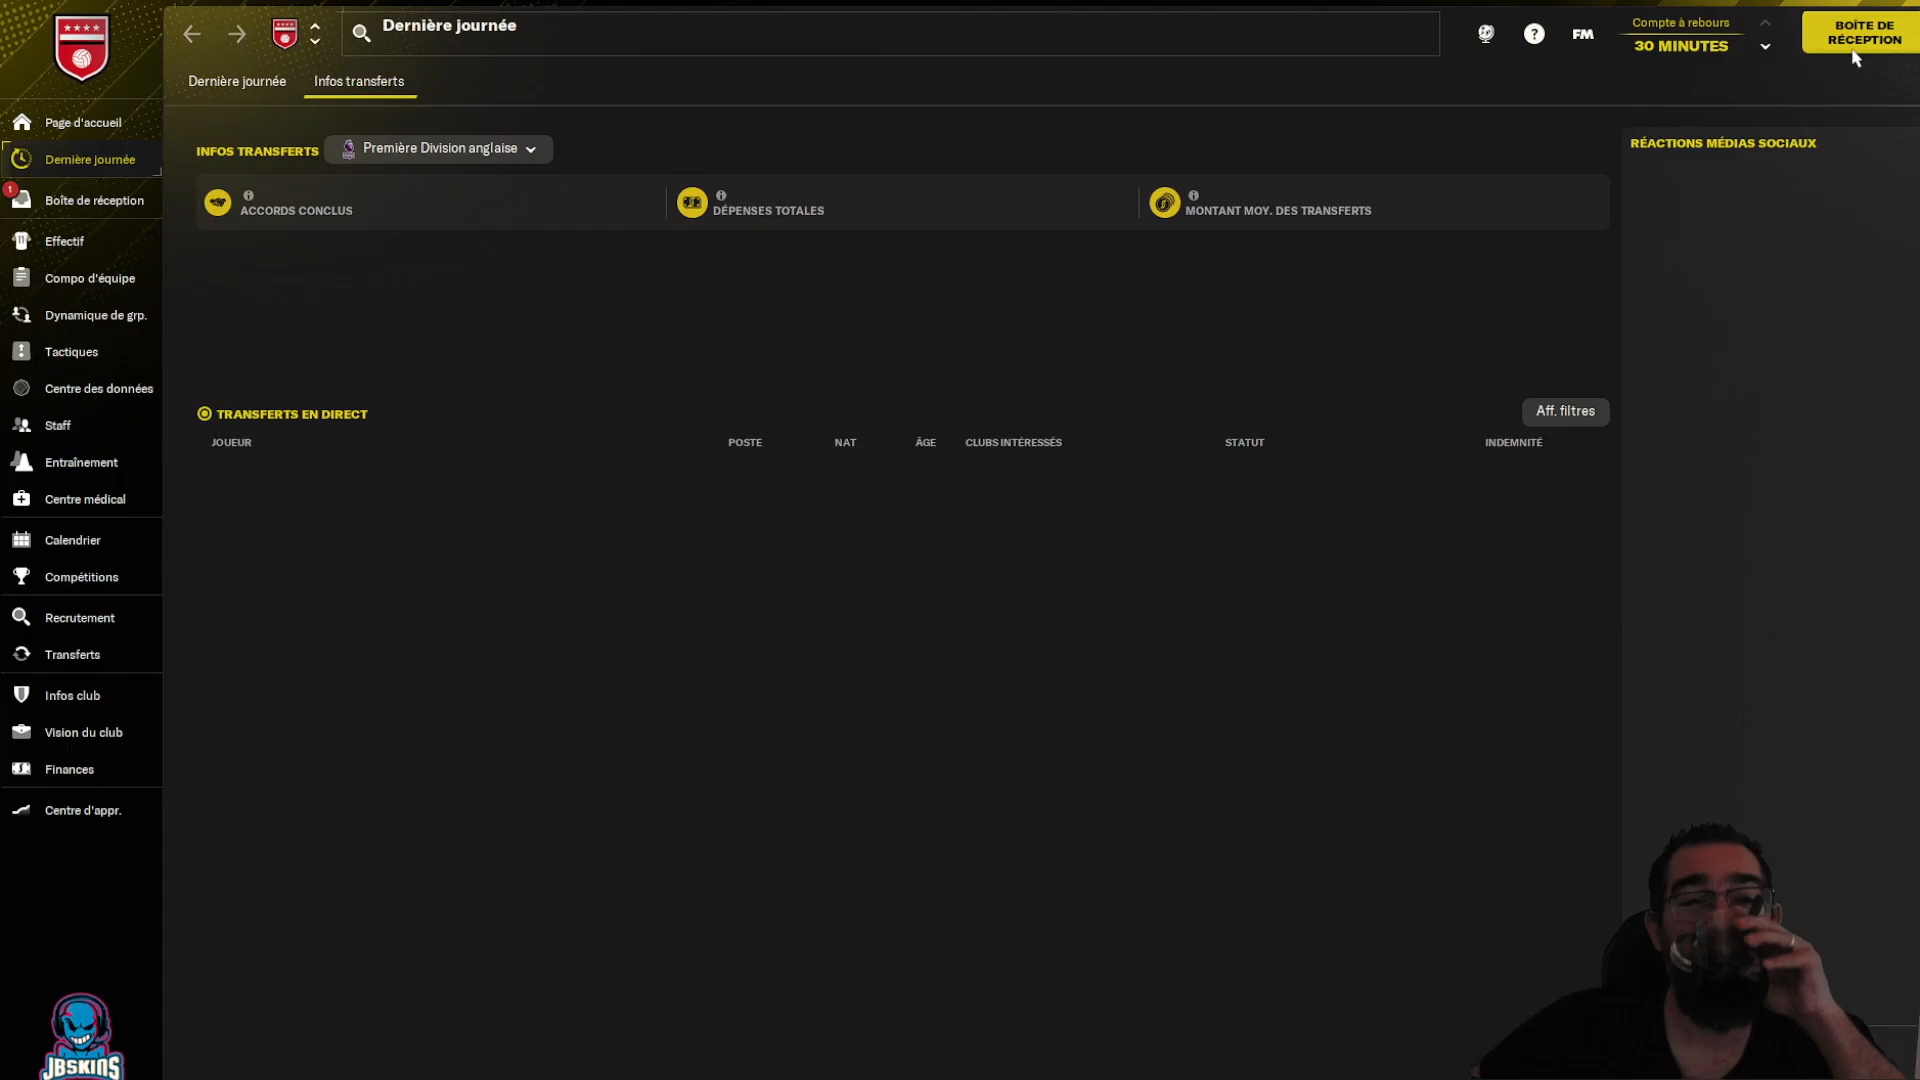 Dernière journée
FM
Compte à rebours
30 MINUTES
BOÎTE DE
RÉCEPTION
Dernière journée
Infos transferts
Page d'accueil
Dernière journée
1
Boîte de réception
Effectif
Compo d'équipe
Dynamique de grp.
Tactiques
Centre des données
Staff
Entraînement
Centre médical
Calendrier
Compétitions
Recrutement
Transferts
Infos club
Vision du club
Finances
Centre d'appr.
INFOS TRANSFERTS
Première Division anglaise
ACCORDS CONCLUS
DÉPENSES TOTALES
MONTANT MOY. DES TRANSFERTS
RÉACTIONS MÉDIAS SOCIAUX
TRANSFERTS EN DIRECT
Aff. filtres
JOUEUR
POSTE
NAT
ÂGE
CLUBS INTÉRESSÉS
STATUT
INDEMNITÉ
JBSKINS